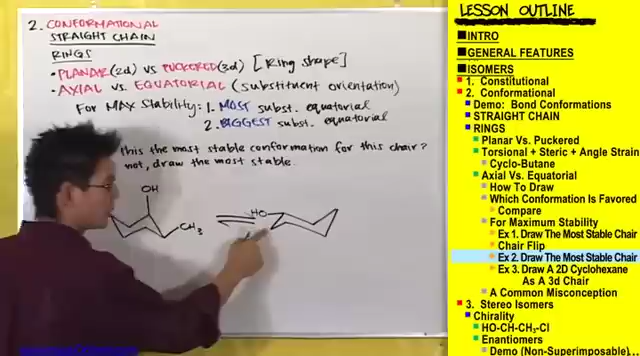 2. CONFORMATIONAL
STRAIGHT CHAIN
RINGS
• PLANAR (2d) vs PUCKERED (3d) [Ring shape]
• AXIAL vs EQUATORIAL (substituent orientation)
For MAX Stability: 1. MOST subst. equatorial
2. BIGGEST subst. equatorial
this the most stable conformation for this chair?
not, draw the most stable.
OH
CH3
HO
LESSON OUTLINE
INTRO
GENERAL FEATURES
ISOMERS
1. Constitutional
2. Conformational
Demo: Bond Conformations
STRAIGHT CHAIN
RINGS
Planar Vs. Puckered
Torsional + Steric + Angle Strain
Cyclo-Butane
Axial Vs. Equatorial
How To Draw
Which Conformation Is Favored
Compare
For Maximum Stability
Ex 1. Draw The Most Stable Chair
Chair Flip
Ex 2. Draw The Most Stable Chair
Ex 3. Draw A 2D Cyclohexane
As A 3d Chair
A Common Misconception
3. Stereo Isomers
Chirality
HO-CH-CH3-Cl
Enantiomers
Demo (Non-Superimposable)